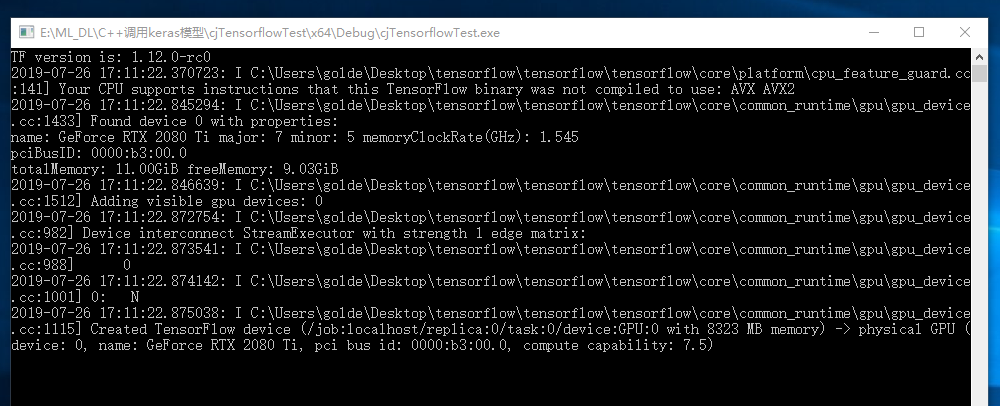 E:\ML_DL\C++调用keras模型\cjTensorflowTest\x64\Debug\cjTensorflowTest.exe
TF version is: 1.12.0-rc0
2019-07-26 17:11:22.370723: I C:\Users\golde\Desktop\tensorflow\tensorflow\tensorflow\core\platform\cpu_feature_guard.cc
:141] Your CPU supports instructions that this TensorFlow binary was not compiled to use: AVX AVX2
2019-07-26 17:11:22.845294: I C:\Users\golde\Desktop\tensorflow\tensorflow\tensorflow\core\common_runtime\gpu\gpu_device
.cc:1433] Found device 0 with properties:
name: GeForce RTX 2080 Ti major: 7 minor: 5 memoryClockRate(GHz): 1.545
pciBusID: 0000:b3:00.0
totalMemory: 11.00GiB freeMemory: 9.03GiB
2019-07-26 17:11:22.846639: I C:\Users\golde\Desktop\tensorflow\tensorflow\tensorflow\core\common_runtime\gpu\gpu_device
.cc:1512] Adding visible gpu devices: 0
2019-07-26 17:11:22.872754: I C:\Users\golde\Desktop\tensorflow\tensorflow\tensorflow\core\common_runtime\gpu\gpu_device
.cc:982] Device interconnect StreamExecutor with strength 1 edge matrix:
2019-07-26 17:11:22.873541: I C:\Users\golde\Desktop\tensorflow\tensorflow\tensorflow\core\common_runtime\gpu\gpu_device
.cc:988]      0
2019-07-26 17:11:22.874142: I C:\Users\golde\Desktop\tensorflow\tensorflow\tensorflow\core\common_runtime\gpu\gpu_device
.cc:1001] 0:   N
2019-07-26 17:11:22.875038: I C:\Users\golde\Desktop\tensorflow\tensorflow\tensorflow\core\common_runtime\gpu\gpu_device
.cc:1115] Created TensorFlow device (/job:localhost/replica:0/task:0/device:GPU:0 with 8323 MB memory) -> physical GPU (
device: 0, name: GeForce RTX 2080 Ti, pci bus id: 0000:b3:00.0, compute capability: 7.5)